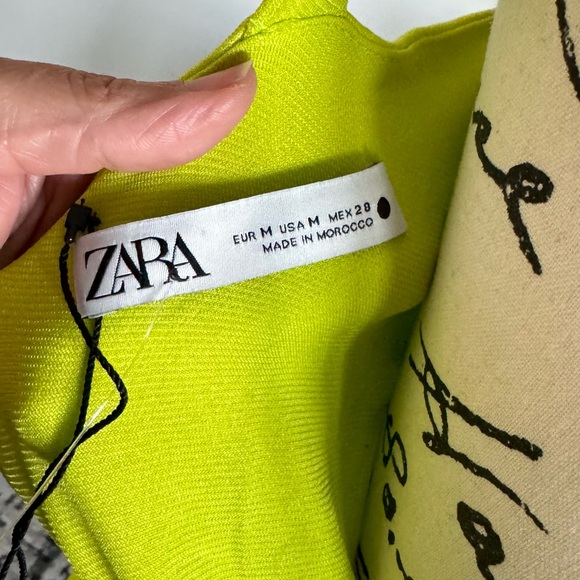 ZARA
EUR M USA M MEX 28
MADE IN MOROCCO